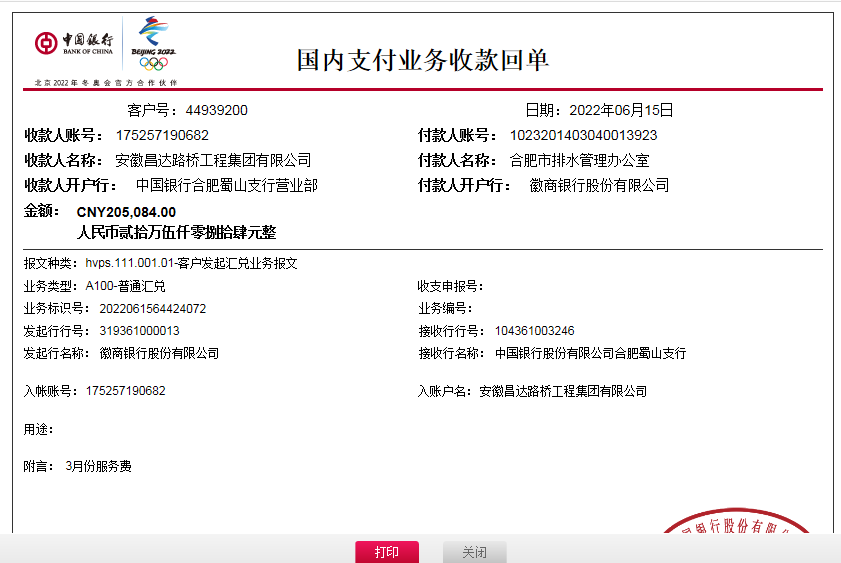 中国银行
BANK OF CHINA
BEIJING 2022
北京2022年冬奥会官方合作伙伴
国内支付业务收款回单
客户号：44939200 日期：2022年06月15日
收款人账号：175257190682 付款人账号：1023201403040013923
收款人名称：安徽昌达路桥工程集团有限公司 付款人名称：合肥市排水管理办公室
收款人开户行：中国银行合肥蜀山支行营业部 付款人开户行：徽商银行股份有限公司
金额：CNY205,084.00
人民币贰拾万伍仟零捌拾肆元整
报文种类：hvps.111.001.01-客户发起汇兑业务报文
业务类型：A100-普通汇兑 收支申报号：
业务标识号：2022061564424072 业务编号：
发起行行号：319361000013 接收行行号：104361003246
发起行名称：徽商银行股份有限公司 接收行名称：中国银行股份有限公司合肥蜀山支行
入帐账号：175257190682 入账户名：安徽昌达路桥工程集团有限公司
用途：
附言：3月份服务费
国银行股份有限公
打印 关闭